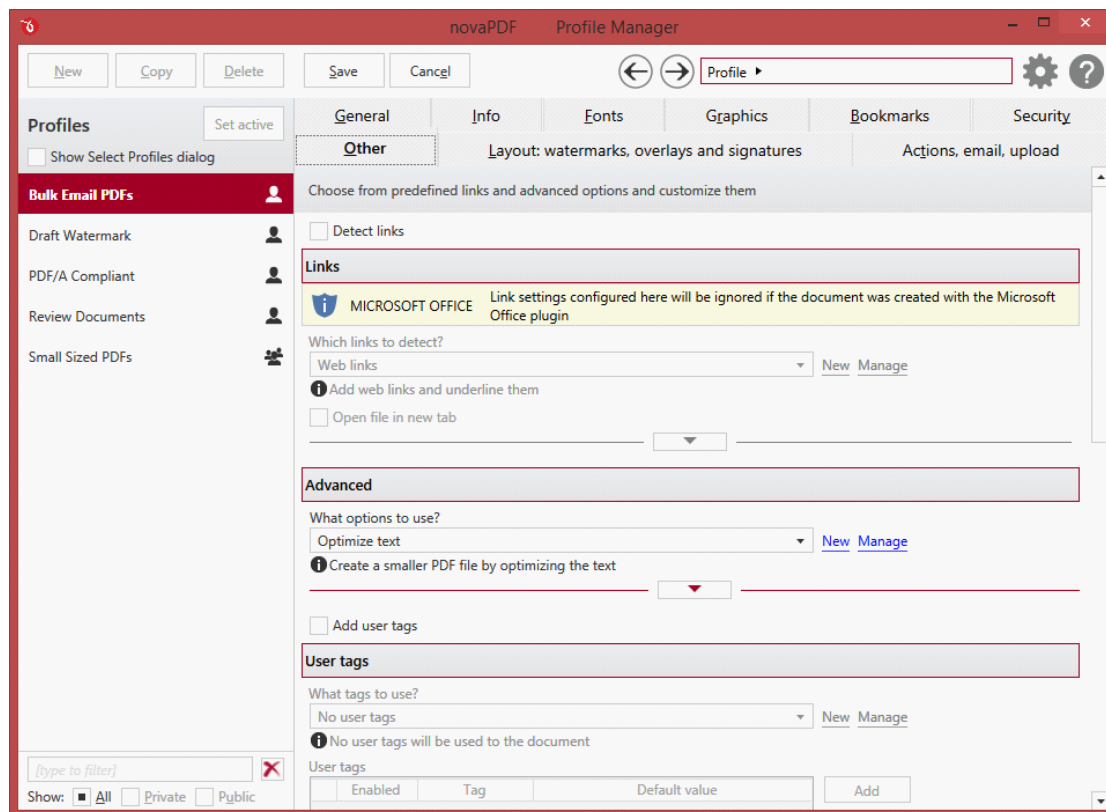 novaPDF Profile Manager
New Copy Delete Save Cancel Profile
Profiles Set active
Show Select Profiles dialog
Bulk Email PDFs
Draft Watermark
PDF/A Compliant
Review Documents
Small Sized PDFs
[type to filter]
Show: All Private Public
General Info Fonts Graphics Bookmarks Security
Other Layout: watermarks, overlays and signatures Actions, email, upload
Choose from predefined links and advanced options and customize them
Detect links
Links
MICROSOFT OFFICE Link settings configured here will be ignored if the document was created with the Microsoft
Office plugin
Which links to detect?
Web links New Manage
Add web links and underline them
Open file in new tab
Advanced
What options to use?
Optimize text New Manage
Create a smaller PDF file by optimizing the text
Add user tags
User tags
What tags to use?
No user tags New Manage
No user tags will be used to the document
User tags
Enabled Tag Default value Add